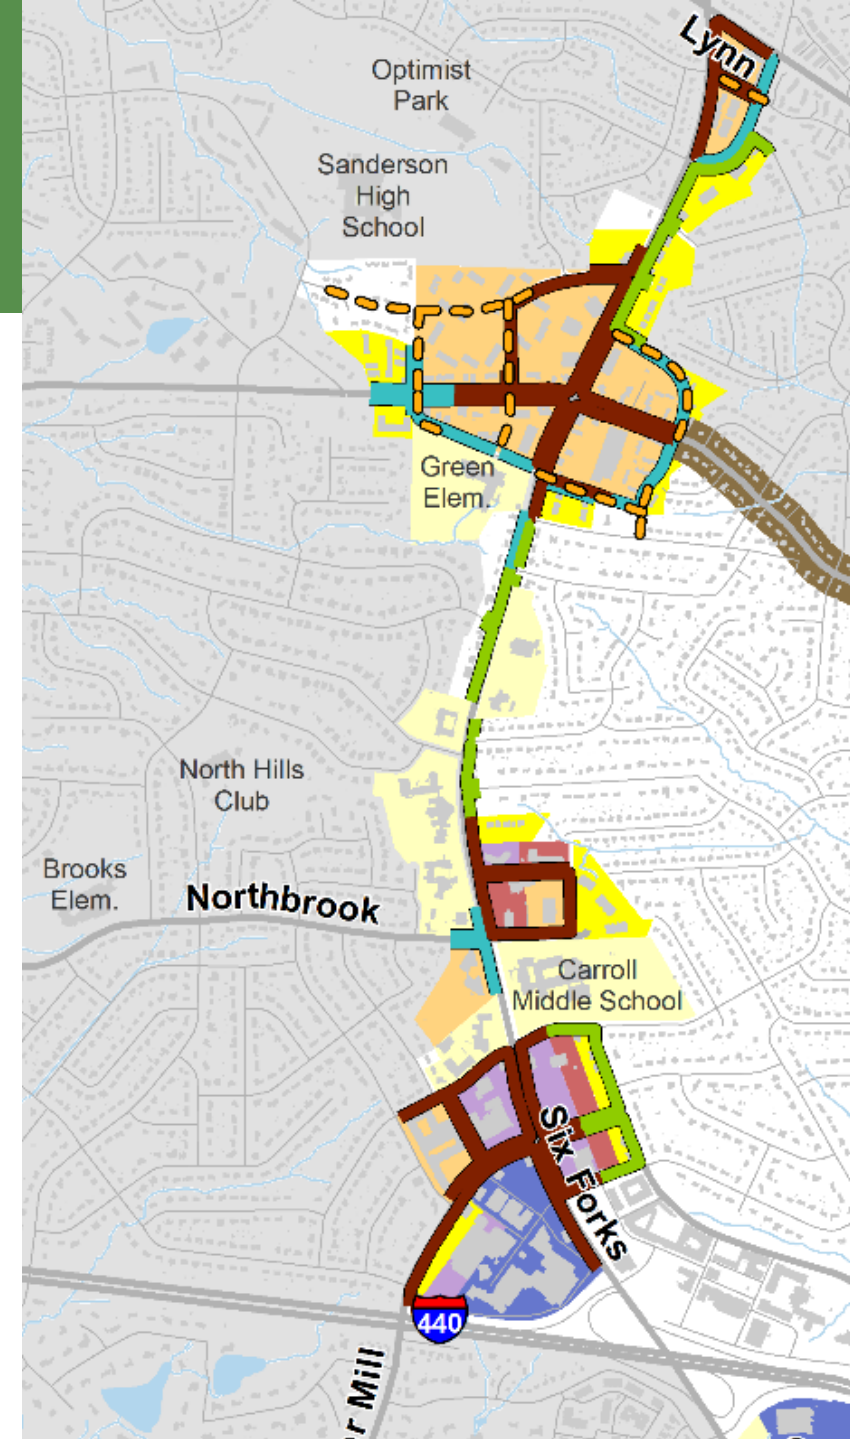 Lynn
Optimist
Park
Sanderson
High
School
Green
Elem.
North Hills
Club
Brooks
Elem.
Northbrook
Carroll
Middle School
Six Forks
440
r Mill